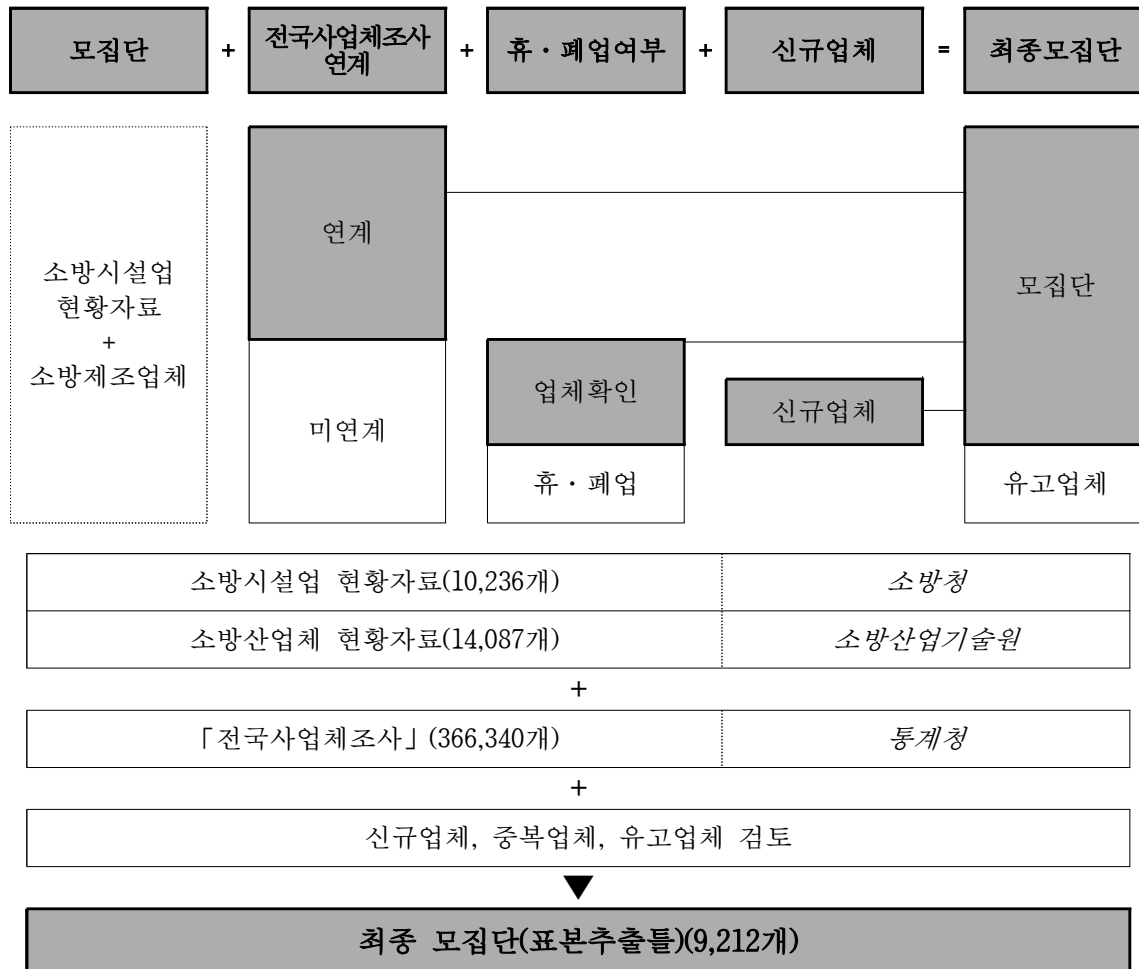 모집단 + 전국사업체조사 연계 + 휴·폐업여부 + 신규업체 = 최종모집단
소방시설업
현황자료
+
소방제조업체
연계
미연계
업체확인
휴·폐업
신규업체
모집단
유고업체
소방시설업 현황자료(10,236개) 소방청
소방산업체 현황자료(14,087개) 소방산업기술원
+
「전국사업체조사」(366,340개) 통계청
+
신규업체, 중복업체, 유고업체 검토
▼
최종 모집단(표본추출틀)(9,212개)